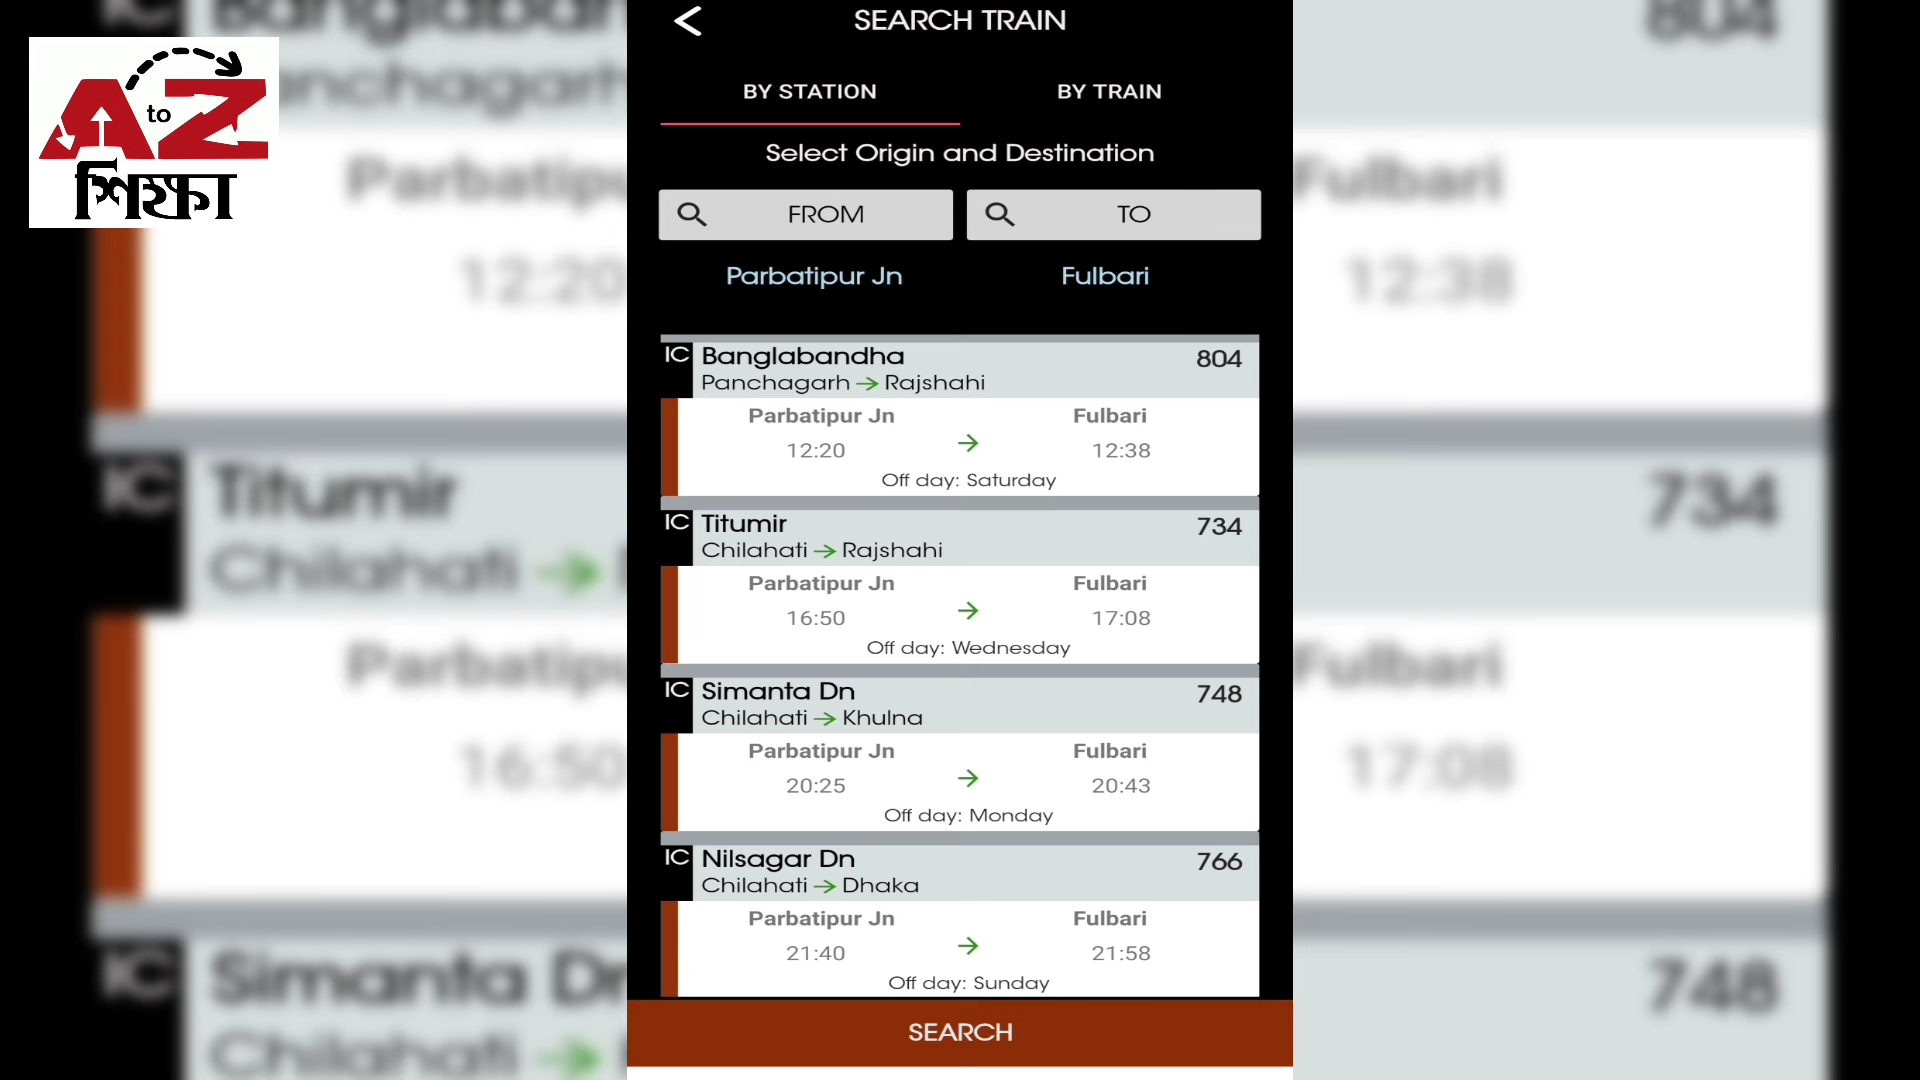 A to Z
শিক্ষা
SEARCH TRAIN
BY STATION BY TRAIN
Select Origin and Destination
FROM TO
Parbatipur Jn Fulbari
IC Banglabandha 804
Panchagarh → Rajshahi
Parbatipur Jn Fulbari
12:20 → 12:38
Off day: Saturday
IC Titumir 734
Chilahati → Rajshahi
Parbatipur Jn Fulbari
16:50 → 17:08
Off day: Wednesday
IC Simanta Dn 748
Chilahati → Khulna
Parbatipur Jn Fulbari
20:25 → 20:43
Off day: Monday
IC Nilsagar Dn 766
Chilahati → Dhaka
Parbatipur Jn Fulbari
21:40 → 21:58
Off day: Sunday
SEARCH